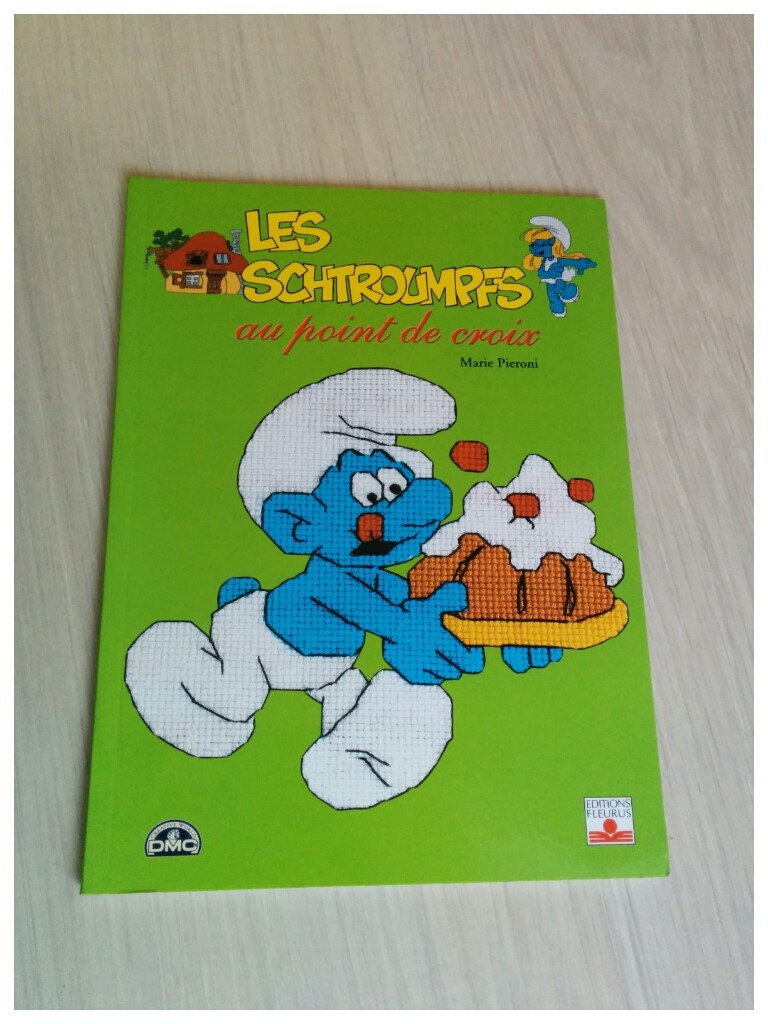 LES
SCHTROUMPFS
au point de croix
Marie Pieroni
DMC
EDITIONS
FLEURUS